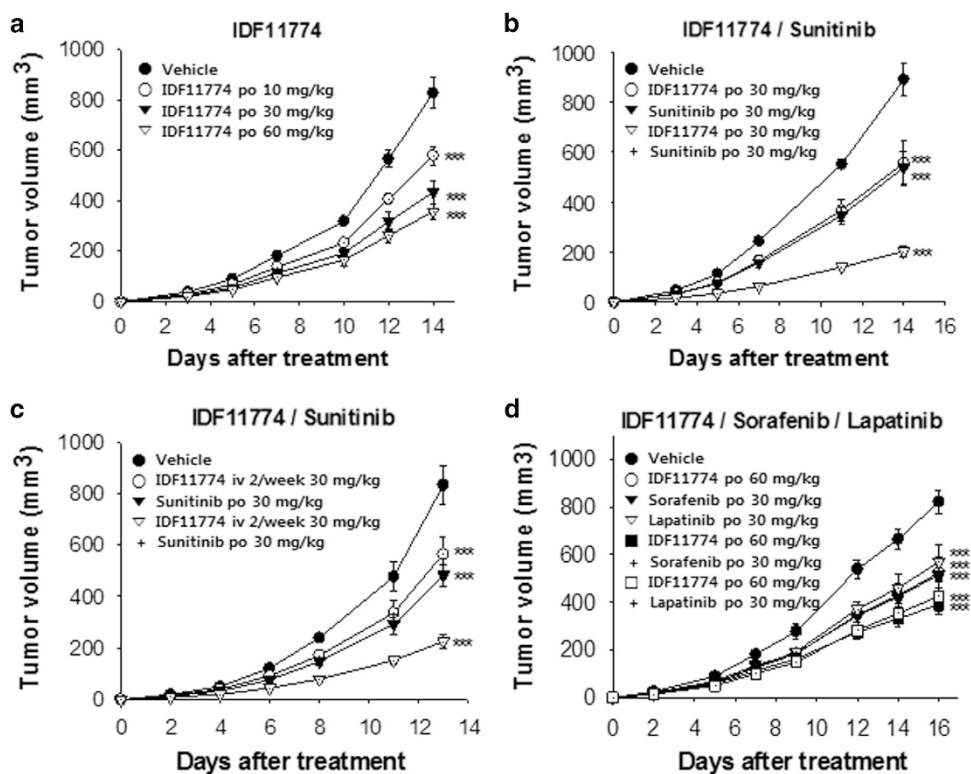 a
IDF11774
Tumor volume (mm3)
1000
800
600
400
200
0
Vehicle
IDF11774 po 10 mg/kg
IDF11774 po 30 mg/kg
IDF11774 po 60 mg/kg
***
***
***
0 2 4 6 8 10 12 14
Days after treatment
b
IDF11774 / Sunitinib
Tumor volume (mm3)
1000
800
600
400
200
0
Vehicle
IDF11774 po 30 mg/kg
Sunitinib po 30 mg/kg
IDF11774 po 30 mg/kg
+ Sunitinib po 30 mg/kg
***
***
***
0 2 4 6 8 10 12 14 16
Days after treatment
c
IDF11774 / Sunitinib
Tumor volume (mm3)
1000
800
600
400
200
0
Vehicle
IDF11774 iv 2/week 30 mg/kg
Sunitinib po 30 mg/kg
IDF11774 iv 2/week 30 mg/kg
+ Sunitinib po 30 mg/kg
***
***
***
0 2 4 6 8 10 12 14
Days after treatment
d
IDF11774 / Sorafenib / Lapatinib
Tumor volume (mm3)
1000
800
600
400
200
0
Vehicle
IDF11774 po 60 mg/kg
Sorafenib po 30 mg/kg
Lapatinib po 30 mg/kg
IDF11774 po 60 mg/kg
+ Sorafenib po 30 mg/kg
IDF11774 po 60 mg/kg
+ Lapatinib po 30 mg/kg
***
***
***
***
***
0 2 4 6 8 10 12 14 16
Days after treatment